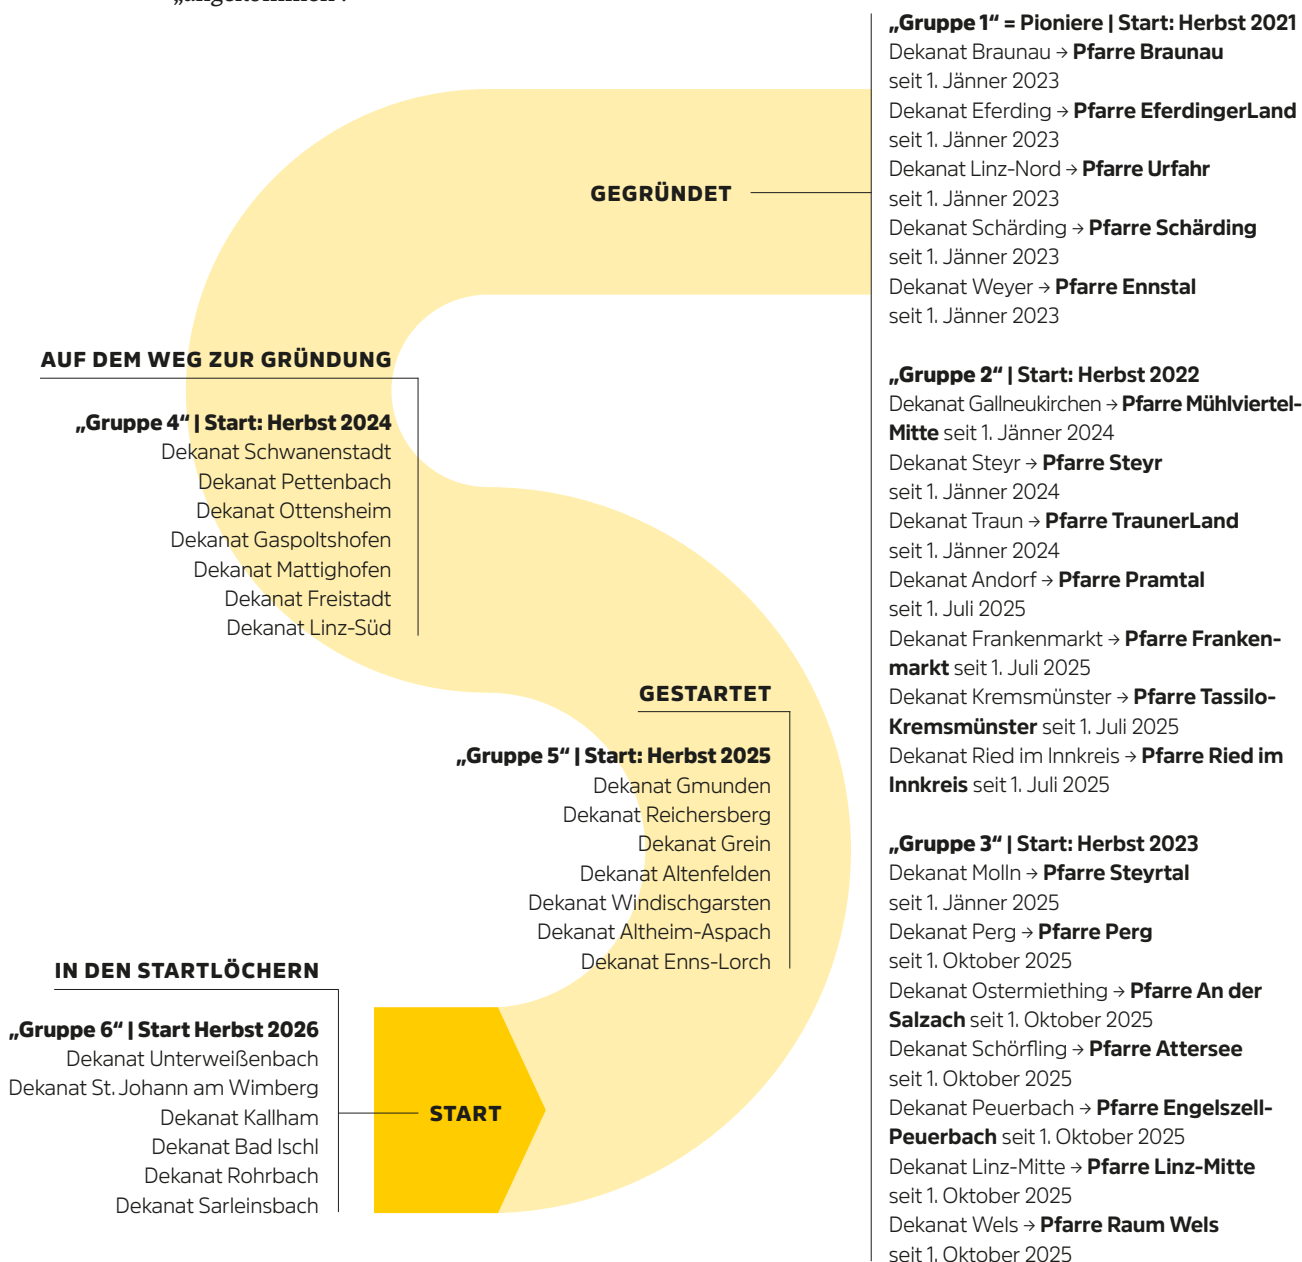 „angekommen“.
„Gruppe 1“ = Pioniere | Start: Herbst 2021
Dekanat Braunau → Pfarre Braunau
seit 1. Jänner 2023
Dekanat Eferding → Pfarre EferdingerLand
seit 1. Jänner 2023
Dekanat Linz-Nord → Pfarre Urfahr
seit 1. Jänner 2023
Dekanat Schärding → Pfarre Schärding
seit 1. Jänner 2023
Dekanat Weyer → Pfarre Ennstal
seit 1. Jänner 2023
GEGRÜNDET
„Gruppe 2“ | Start: Herbst 2022
Dekanat Gallneukirchen → Pfarre Mühlviertel-
Mitte seit 1. Jänner 2024
Dekanat Steyr → Pfarre Steyr
seit 1. Jänner 2024
Dekanat Traun → Pfarre TraunerLand
seit 1. Jänner 2024
Dekanat Andorf → Pfarre Pramtal
seit 1. Juli 2025
Dekanat Frankenmarkt → Pfarre Franken-
markt seit 1. Juli 2025
Dekanat Kremsmünster → Pfarre Tassilo-
Kremsmünster seit 1. Juli 2025
Dekanat Ried im Innkreis → Pfarre Ried im
Innkreis seit 1. Juli 2025
„Gruppe 3“ | Start: Herbst 2023
Dekanat Molln → Pfarre Steyrtal
seit 1. Jänner 2025
Dekanat Perg → Pfarre Perg
seit 1. Oktober 2025
Dekanat Ostermiething → Pfarre An der
Salzach seit 1. Oktober 2025
Dekanat Schörfling → Pfarre Attersee
seit 1. Oktober 2025
Dekanat Peuerbach → Pfarre Engelszell-
Peuerbach seit 1. Oktober 2025
Dekanat Linz-Mitte → Pfarre Linz-Mitte
seit 1. Oktober 2025
Dekanat Wels → Pfarre Raum Wels
seit 1. Oktober 2025
AUF DEM WEG ZUR GRÜNDUNG
„Gruppe 4“ | Start: Herbst 2024
Dekanat Schwanenstadt
Dekanat Pettenbach
Dekanat Ottensheim
Dekanat Gaspoltshofen
Dekanat Mattighofen
Dekanat Freistadt
Dekanat Linz-Süd
GESTARTET
„Gruppe 5“ | Start: Herbst 2025
Dekanat Gmunden
Dekanat Reichersberg
Dekanat Grein
Dekanat Altenfelden
Dekanat Windischgarsten
Dekanat Altheim-Aspach
Dekanat Enns-Lorch
IN DEN STARTLÖCHERN
„Gruppe 6“ | Start Herbst 2026
Dekanat Unterweißenbach
Dekanat St. Johann am Wimberg
Dekanat Kallham
Dekanat Bad Ischl
Dekanat Rohrbach
Dekanat Sarleinsbach
START